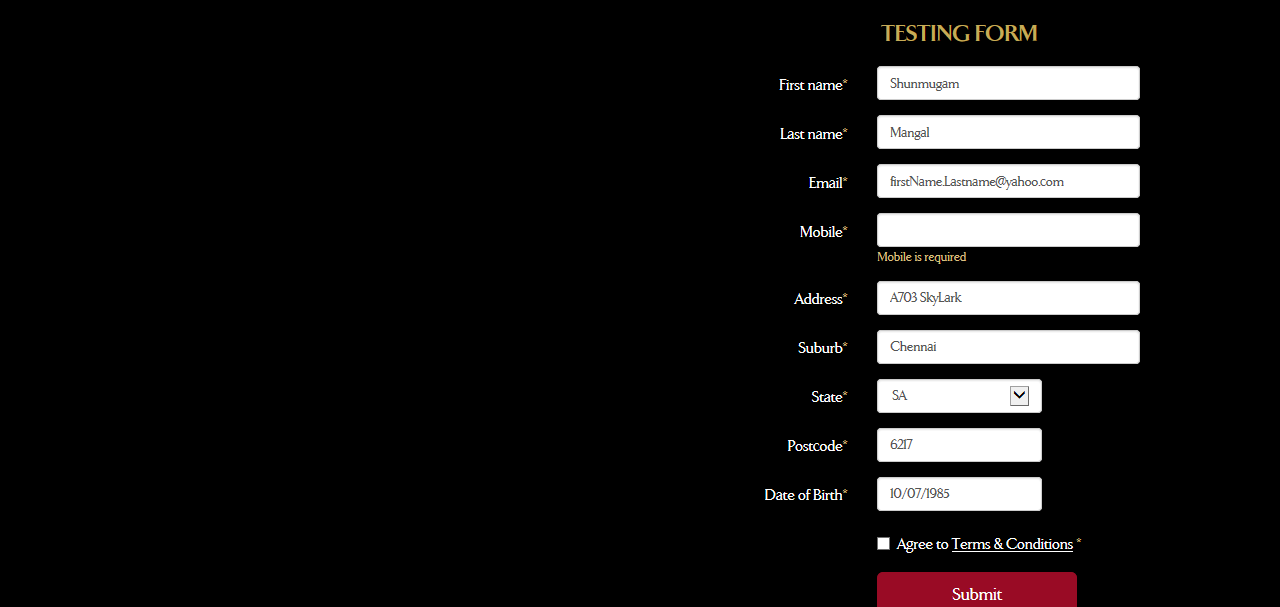 TESTING FORM
First name* Shunmugam
Last name* Mangal
Email* firstName.Lastname@yahoo.com
Mobile*
Mobile is required
Address* A703 SkyLark
Suburb* Chennai
State* SA
Postcode* 6217
Date of Birth* 10/07/1985
Agree to Terms & Conditions *
Submit